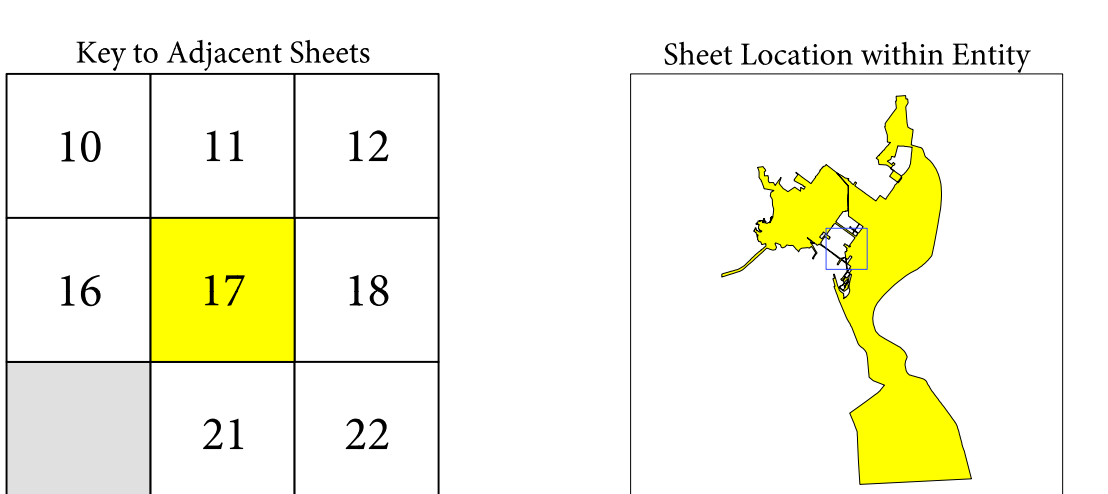 Key to Adjacent Sheets
10 11 12
16 17 18
21 22
Sheet Location within Entity